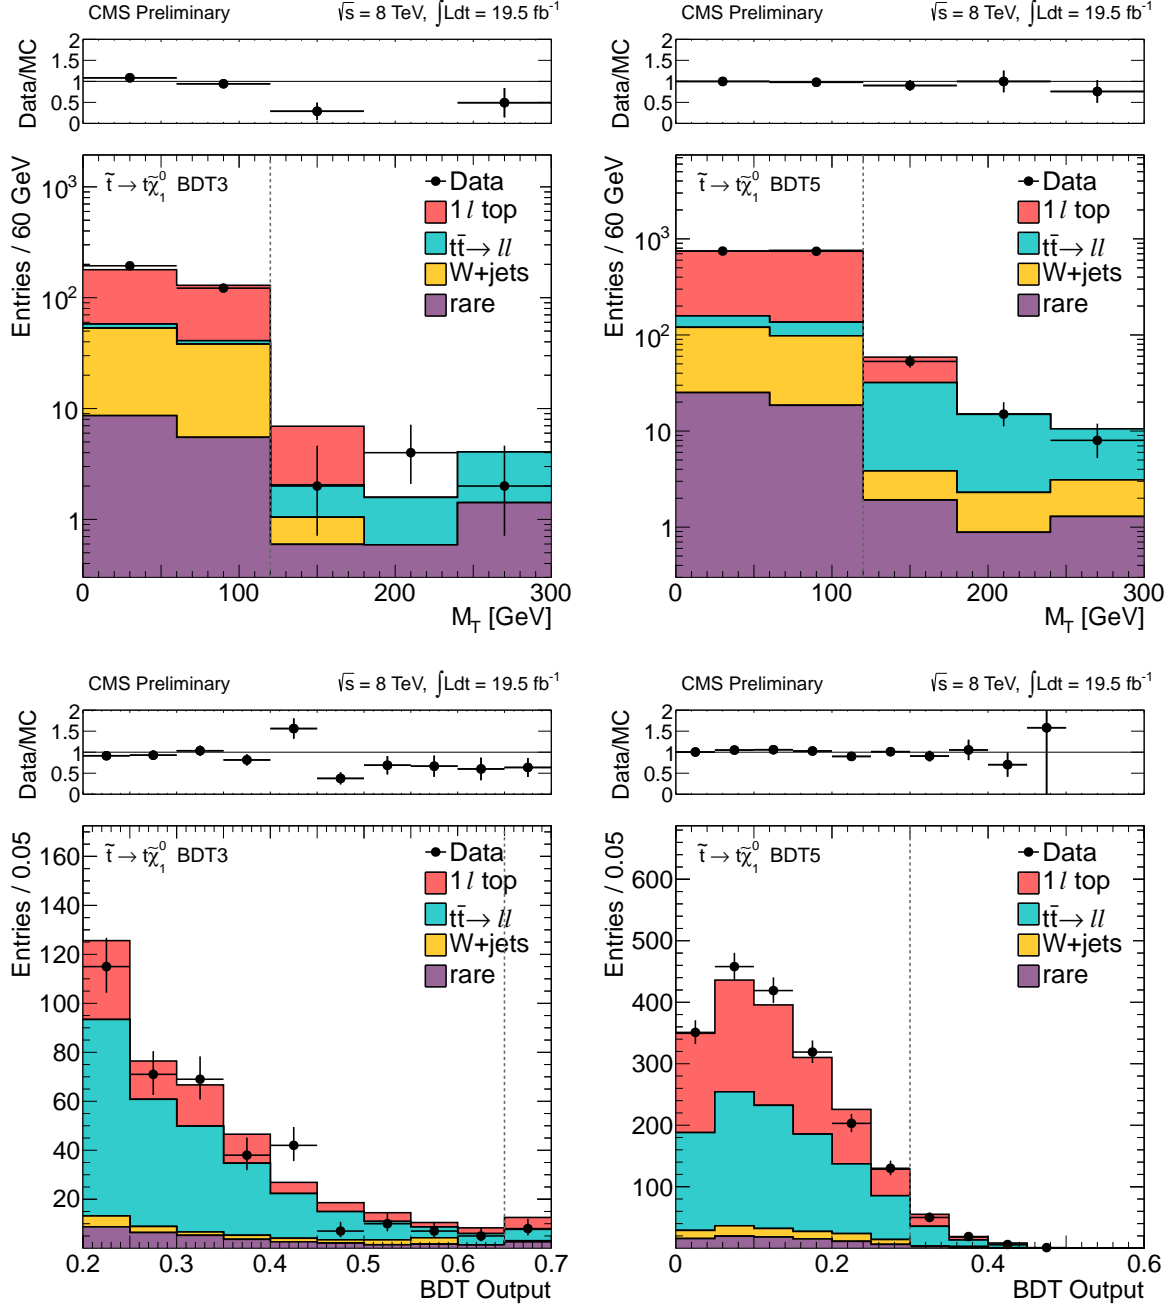 CMS Preliminary √s = 8 TeV, ∫Ldt = 19.5 fb⁻¹
Data/MC
2
1.5
1
0.5
0
Entries / 60 GeV
t̃ → tχ̃₁⁰ BDT3
Data
1l top
tt̄→ ll
W+jets
rare
10³
10²
10
1
0 100 200 300
M_T [GeV]
CMS Preliminary √s = 8 TeV, ∫Ldt = 19.5 fb⁻¹
Data/MC
2
1.5
1
0.5
0
Entries / 60 GeV
t̃ → tχ̃₁⁰ BDT5
Data
1l top
tt̄→ ll
W+jets
rare
10³
10²
10
1
0 100 200 300
M_T [GeV]
CMS Preliminary √s = 8 TeV, ∫Ldt = 19.5 fb⁻¹
Data/MC
2
1.5
1
0.5
0
Entries / 0.05
t̃ → tχ̃₁⁰ BDT3
Data
1l top
tt̄→ ll
W+jets
rare
160
140
120
100
80
60
40
20
0.2 0.3 0.4 0.5 0.6 0.7
BDT Output
CMS Preliminary √s = 8 TeV, ∫Ldt = 19.5 fb⁻¹
Data/MC
2
1.5
1
0.5
0
Entries / 0.05
t̃ → tχ̃₁⁰ BDT5
Data
1l top
tt̄→ ll
W+jets
rare
600
500
400
300
200
100
0 0.2 0.4 0.6
BDT Output